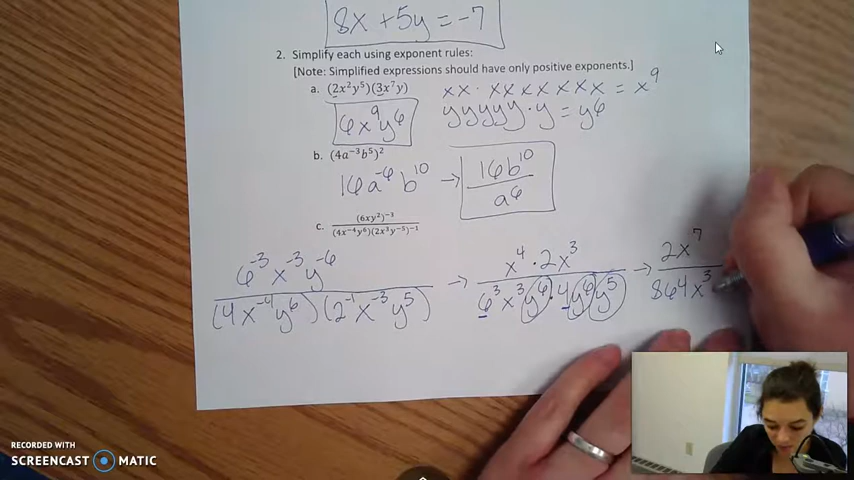 8x + 5y = -7
2. Simplify each using exponent rules:
[Note: Simplified expressions should have only positive exponents.]
a. (2x²y⁵)(3x⁷y) xx · xxxxxxx = x⁹
6x⁹y⁶ yyyyy · y = y⁶
b. (4a⁻³b⁵)²
16a⁻⁶b¹⁰ → 16b¹⁰/a⁶
c. (6xy²)⁻³/(4x⁻⁴y⁶)(2x³y⁻⁵)⁻¹
6⁻³x⁻³y⁻⁶/(4x⁻⁴y⁶)(2⁻¹x⁻³y⁵) → x⁴·2x³/6³x³y⁶·4y⁶y⁵ → 2x⁷/864x³
RECORDED WITH
SCREENCAST MATIC